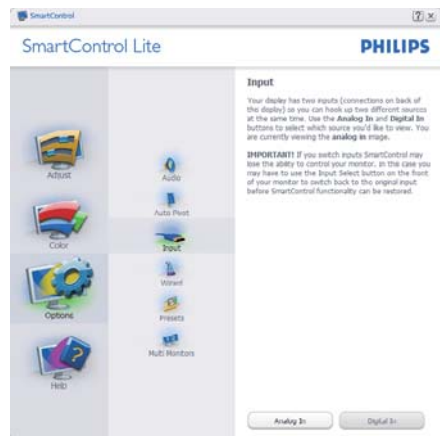 SmartControl
SmartControl Lite
PHILIPS
Adjust
Color
Options
Help
Audio
Auto Pivot
Input
Presets
Multi Monitors
Input
Your display has two inputs (connections on back of
the display) so you can hook up two different sources
at the same time. Use the Analog In and Digital In
buttons to select which source you'd like to view. You
are currently viewing the analog in image.
IMPORTANT! If you switch inputs SmartControl may
lose the ability to control your monitor. In the case you
may have to use the Input Select button on the front
of your monitor to switch back to the original input
before SmartControl functionality can be restored.
Analog In
Digital In